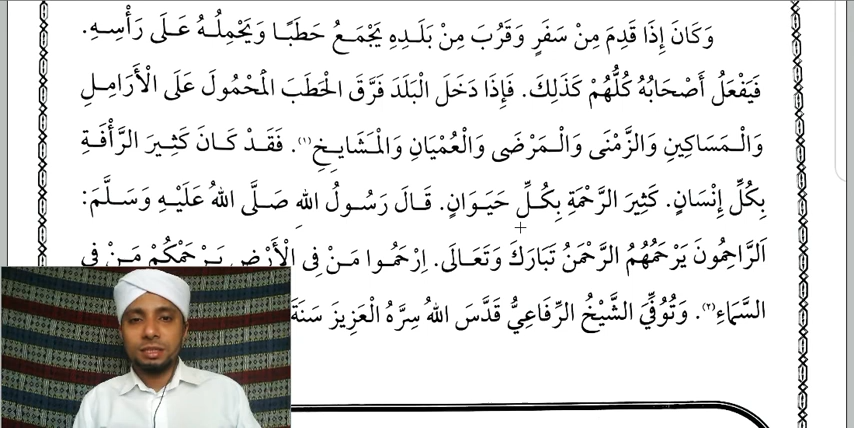 وَكَانَ إِذَا قَدِمَ مِنْ سَفَرٍ وَقَرُبَ مِنْ بَلَدِهِ يَجْمَعُ حَطَبًا وَيَحْمِلُهُ عَلَى رَأْسِهِ.
فَيَفْعَلُ أَصْحَابُهُ كُلُّهُمْ كَذَلِكَ. فَإِذَا دَخَلَ الْبَلَدَ فَرَّقَ الْحَطَبَ الْمَحْمُولَ عَلَى الْأَرَامِلِ
وَالْمَسَاكِينِ وَالزَّمْنَى وَالْمَرْضَى وَالْعُمْيَانِ وَالْمَشَايِخِ(١). فَقَدْ كَانَ كَثِيرَ الرَّأْفَةِ
بِكُلِّ إِنْسَانٍ. كَثِيرَ الرَّحْمَةِ بِكُلِّ حَيَوَانٍ. قَالَ رَسُولُ اللهِ صَلَّى اللهُ عَلَيْهِ وَسَلَّمَ:
اَلرَّاحِمُونَ يَرْحَمُهُمُ الرَّحْمَنُ تَبَارَكَ وَتَعَالَى. اِرْحَمُوا مَنْ فِي الْأَرْضِ يَرْحَمْكُمْ مَنْ فِي
السَّمَاءِ(٢). وَتُوُفِّيَ الشَّيْخُ الرِّفَاعِيُّ قَدَّسَ اللهُ سِرَّهُ الْعَزِيزَ سَنَةَ